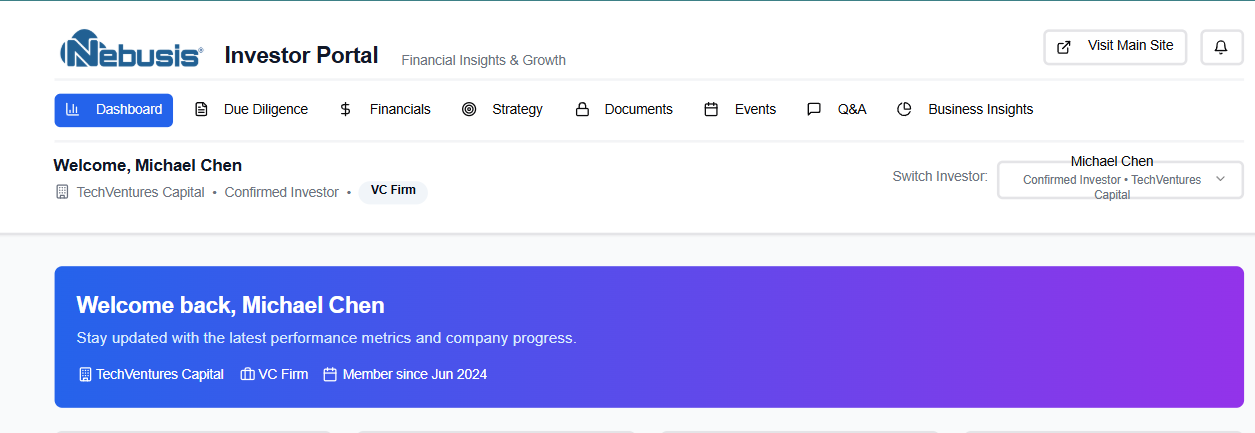 Nebusis®
Investor Portal
Financial Insights & Growth
Visit Main Site
Dashboard
Due Diligence
Financials
Strategy
Documents
Events
Q&A
Business Insights
Welcome, Michael Chen
TechVentures Capital • Confirmed Investor • VC Firm
Switch Investor:
Michael Chen
Confirmed Investor • TechVentures
Capital
Welcome back, Michael Chen
Stay updated with the latest performance metrics and company progress.
TechVentures Capital VC Firm Member since Jun 2024